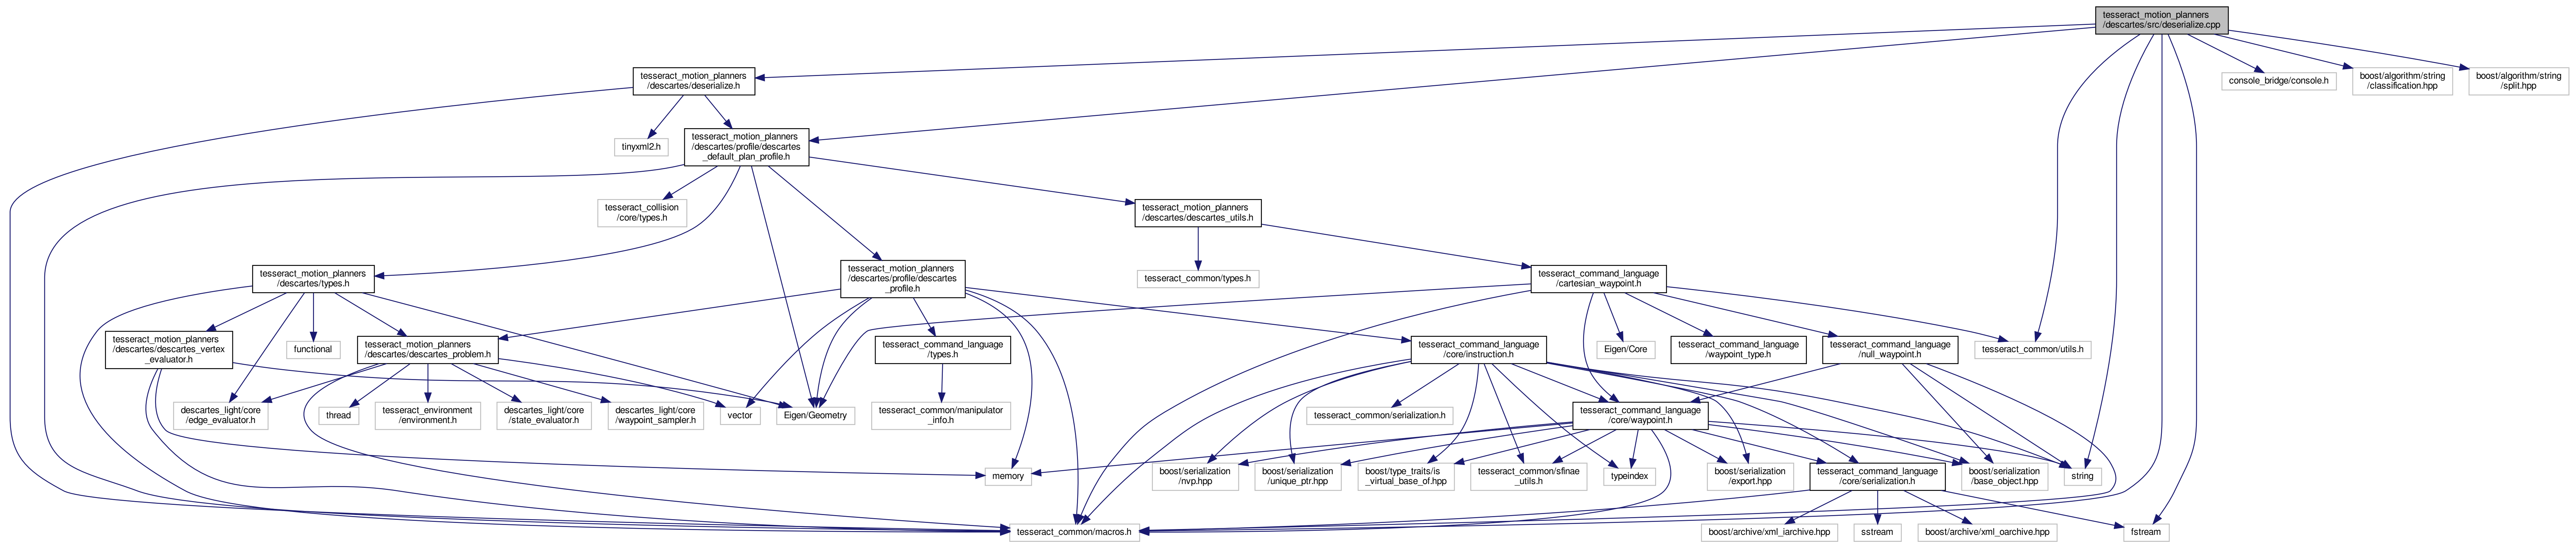 tesseract_motion_planners
/descartes/src/deserialize.cpp
tesseract_motion_planners
/descartes/deserialize.h
console_bridge/console.h
boost/algorithm/string
/classification.hpp
boost/algorithm/string
/split.hpp
tinyxml2.h
tesseract_motion_planners
/descartes/profile/descartes
_default_plan_profile.h
tesseract_collision
/core/types.h
tesseract_motion_planners
/descartes/descartes_utils.h
tesseract_motion_planners
/descartes/types.h
tesseract_motion_planners
/descartes/profile/descartes
_profile.h
tesseract_common/types.h
tesseract_command_language
/cartesian_waypoint.h
tesseract_motion_planners
/descartes/descartes_vertex
_evaluator.h
functional
tesseract_motion_planners
/descartes/descartes_problem.h
tesseract_command_language
/types.h
tesseract_command_language
/core/instruction.h
Eigen/Core
tesseract_command_language
/waypoint_type.h
tesseract_command_language
/null_waypoint.h
tesseract_common/utils.h
descartes_light/core
/edge_evaluator.h
thread
tesseract_environment
/environment.h
descartes_light/core
/state_evaluator.h
descartes_light/core
/waypoint_sampler.h
vector
Eigen/Geometry
tesseract_common/manipulator
_info.h
tesseract_common/serialization.h
tesseract_command_language
/core/waypoint.h
memory
boost/serialization
/nvp.hpp
boost/serialization
/unique_ptr.hpp
boost/type_traits/is
_virtual_base_of.hpp
tesseract_common/sfinae
_utils.h
typeindex
boost/serialization
/export.hpp
tesseract_command_language
/core/serialization.h
boost/serialization
/base_object.hpp
string
tesseract_common/macros.h
boost/archive/xml_iarchive.hpp
sstream
boost/archive/xml_oarchive.hpp
fstream